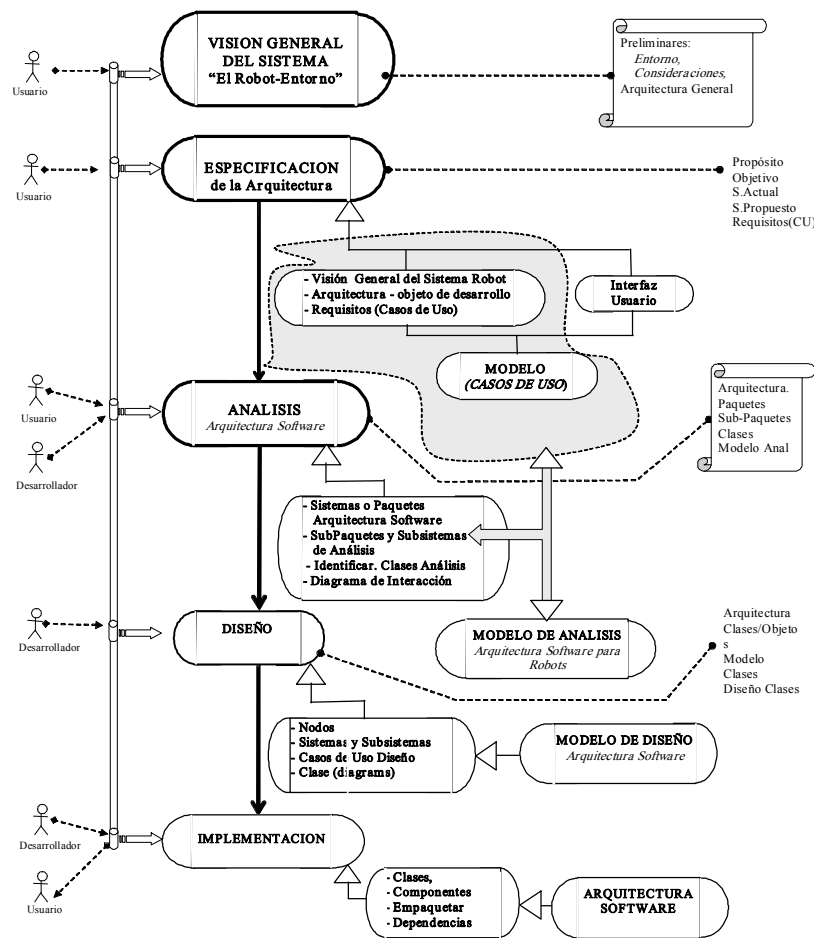 VISION GENERAL
DEL SISTEMA
“El Robot-Entorno”
Preliminares:
Entorno,
Consideraciones,
Arquitectura General
Usuario
ESPECIFICACION
de la Arquitectura
Propósito
Objetivo
S.Actual
S.Propuesto
Requisitos(CU)
Usuario
- Visión General del Sistema Robot
- Arquitectura - objeto de desarrollo
- Requisitos (Casos de Uso)
Interfaz
Usuario
MODELO
(CASOS DE USO)
Usuario
Desarrollador
ANALISIS
Arquitectura Software
Arquitectura.
Paquetes
Sub-Paquetes
Clases
Modelo Anal
- Sistemas o Paquetes
Arquitectura Software
- SubPaquetes y Subsistemas
de Análisis
- Identificar. Clases Análisis
- Diagrama de Interacción
Desarrollador
DISEÑO
MODELO DE ANALISIS
Arquitectura Software para
Robots
Arquitectura
Clases/Objeto
s
Modelo
Clases
Diseño Clases
- Nodos
- Sistemas y Subsistemas
- Casos de Uso Diseño
- Clase (diagrams)
MODELO DE DISEÑO
Arquitectura Software
Desarrollador
Usuario
IMPLEMENTACION
- Clases,
- Componentes
- Empaquetar
- Dependencias
ARQUITECTURA
SOFTWARE